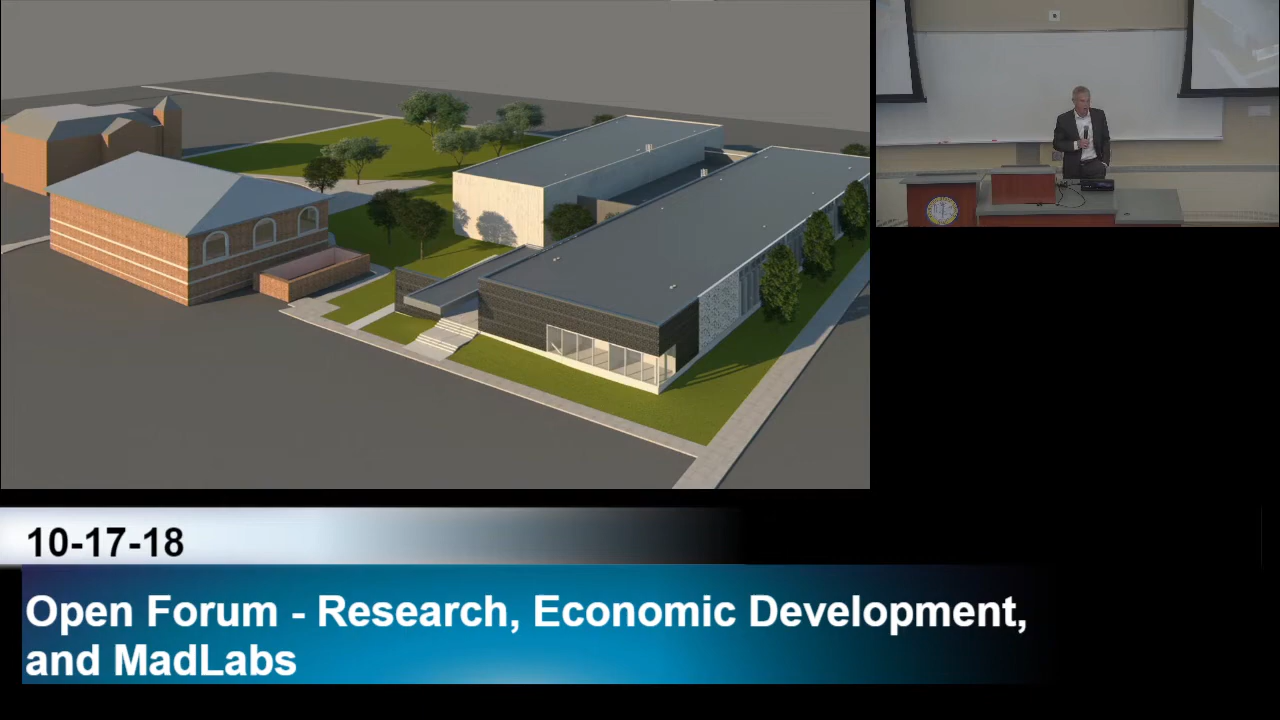 10-17-18
Open Forum - Research, Economic Development,
and MadLabs